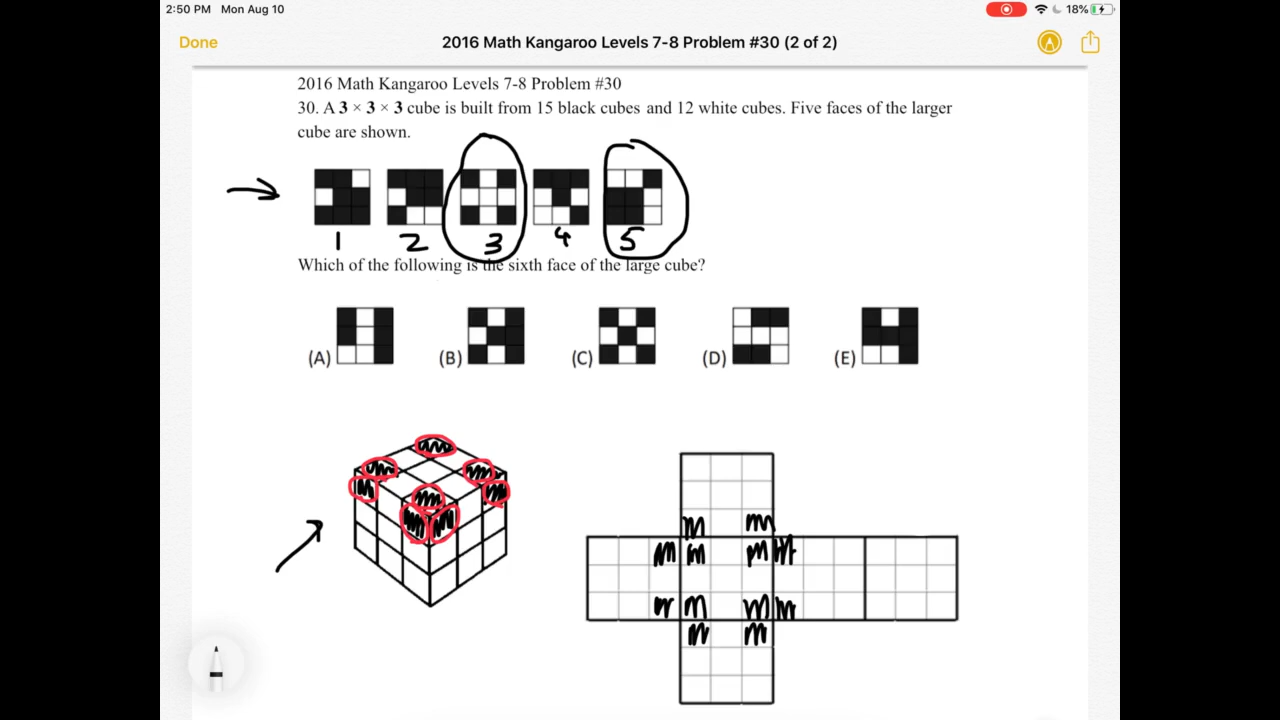 2:50 PM Mon Aug 10
18%
Done
2016 Math Kangaroo Levels 7-8 Problem #30 (2 of 2)
2016 Math Kangaroo Levels 7-8 Problem #30
30. A 3 × 3 × 3 cube is built from 15 black cubes and 12 white cubes. Five faces of the larger
cube are shown.
1 2 3 4 5
Which of the following is the sixth face of the large cube?
(A) (B) (C) (D) (E)